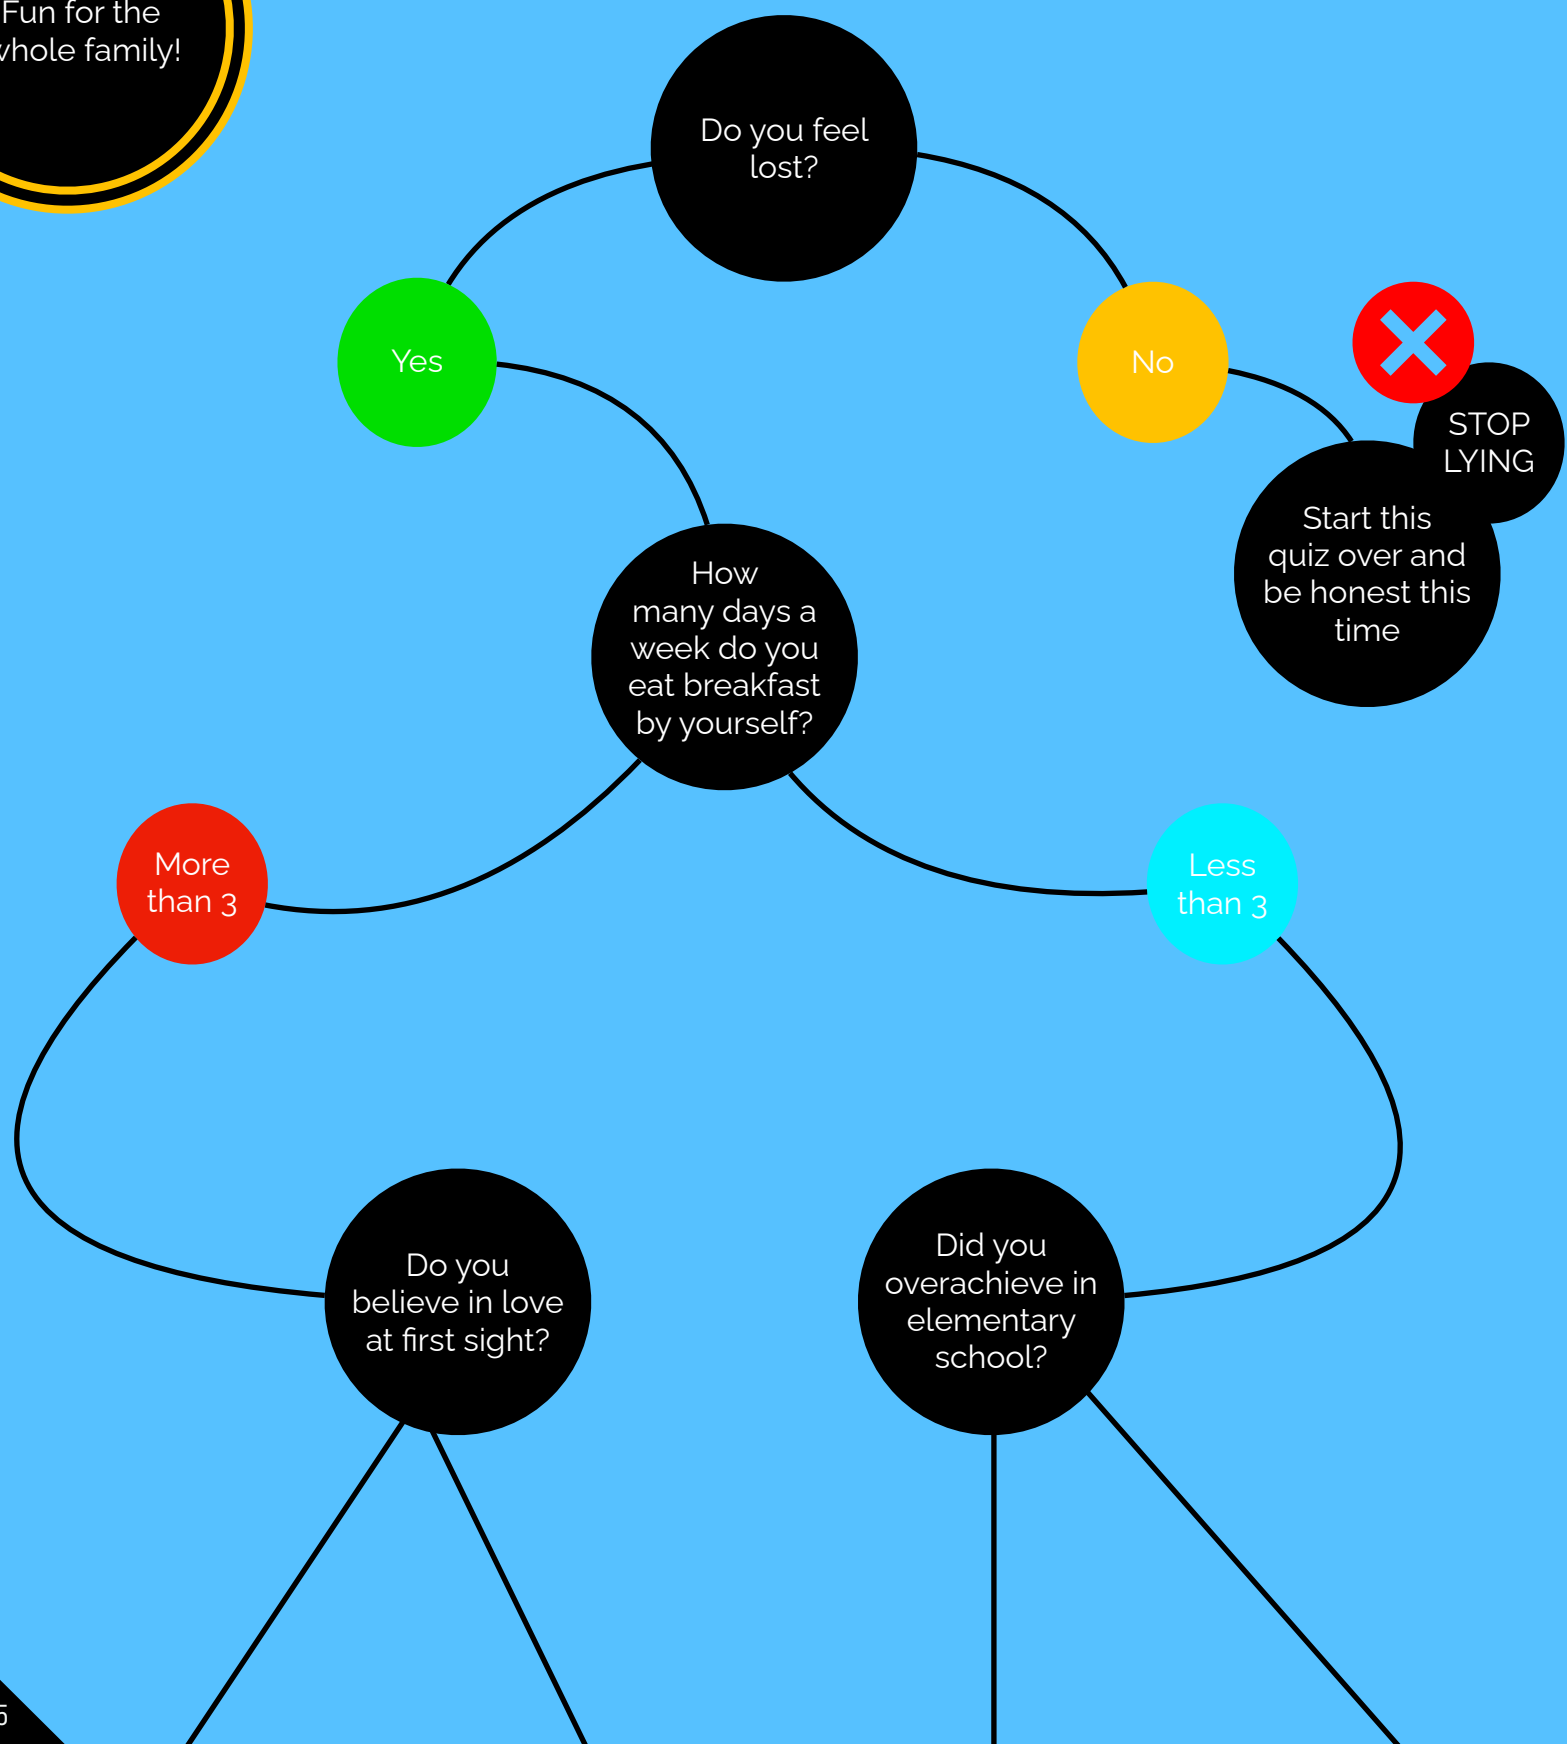 Fun for the
whole family!
Do you feel
lost?
Yes
No
STOP
LYING
Start this
quiz over and
be honest this
time
How
many days a
week do you
eat breakfast
by yourself?
More
than 3
Less
than 3
Do you
believe in love
at first sight?
Did you
overachieve in
elementary
school?
5